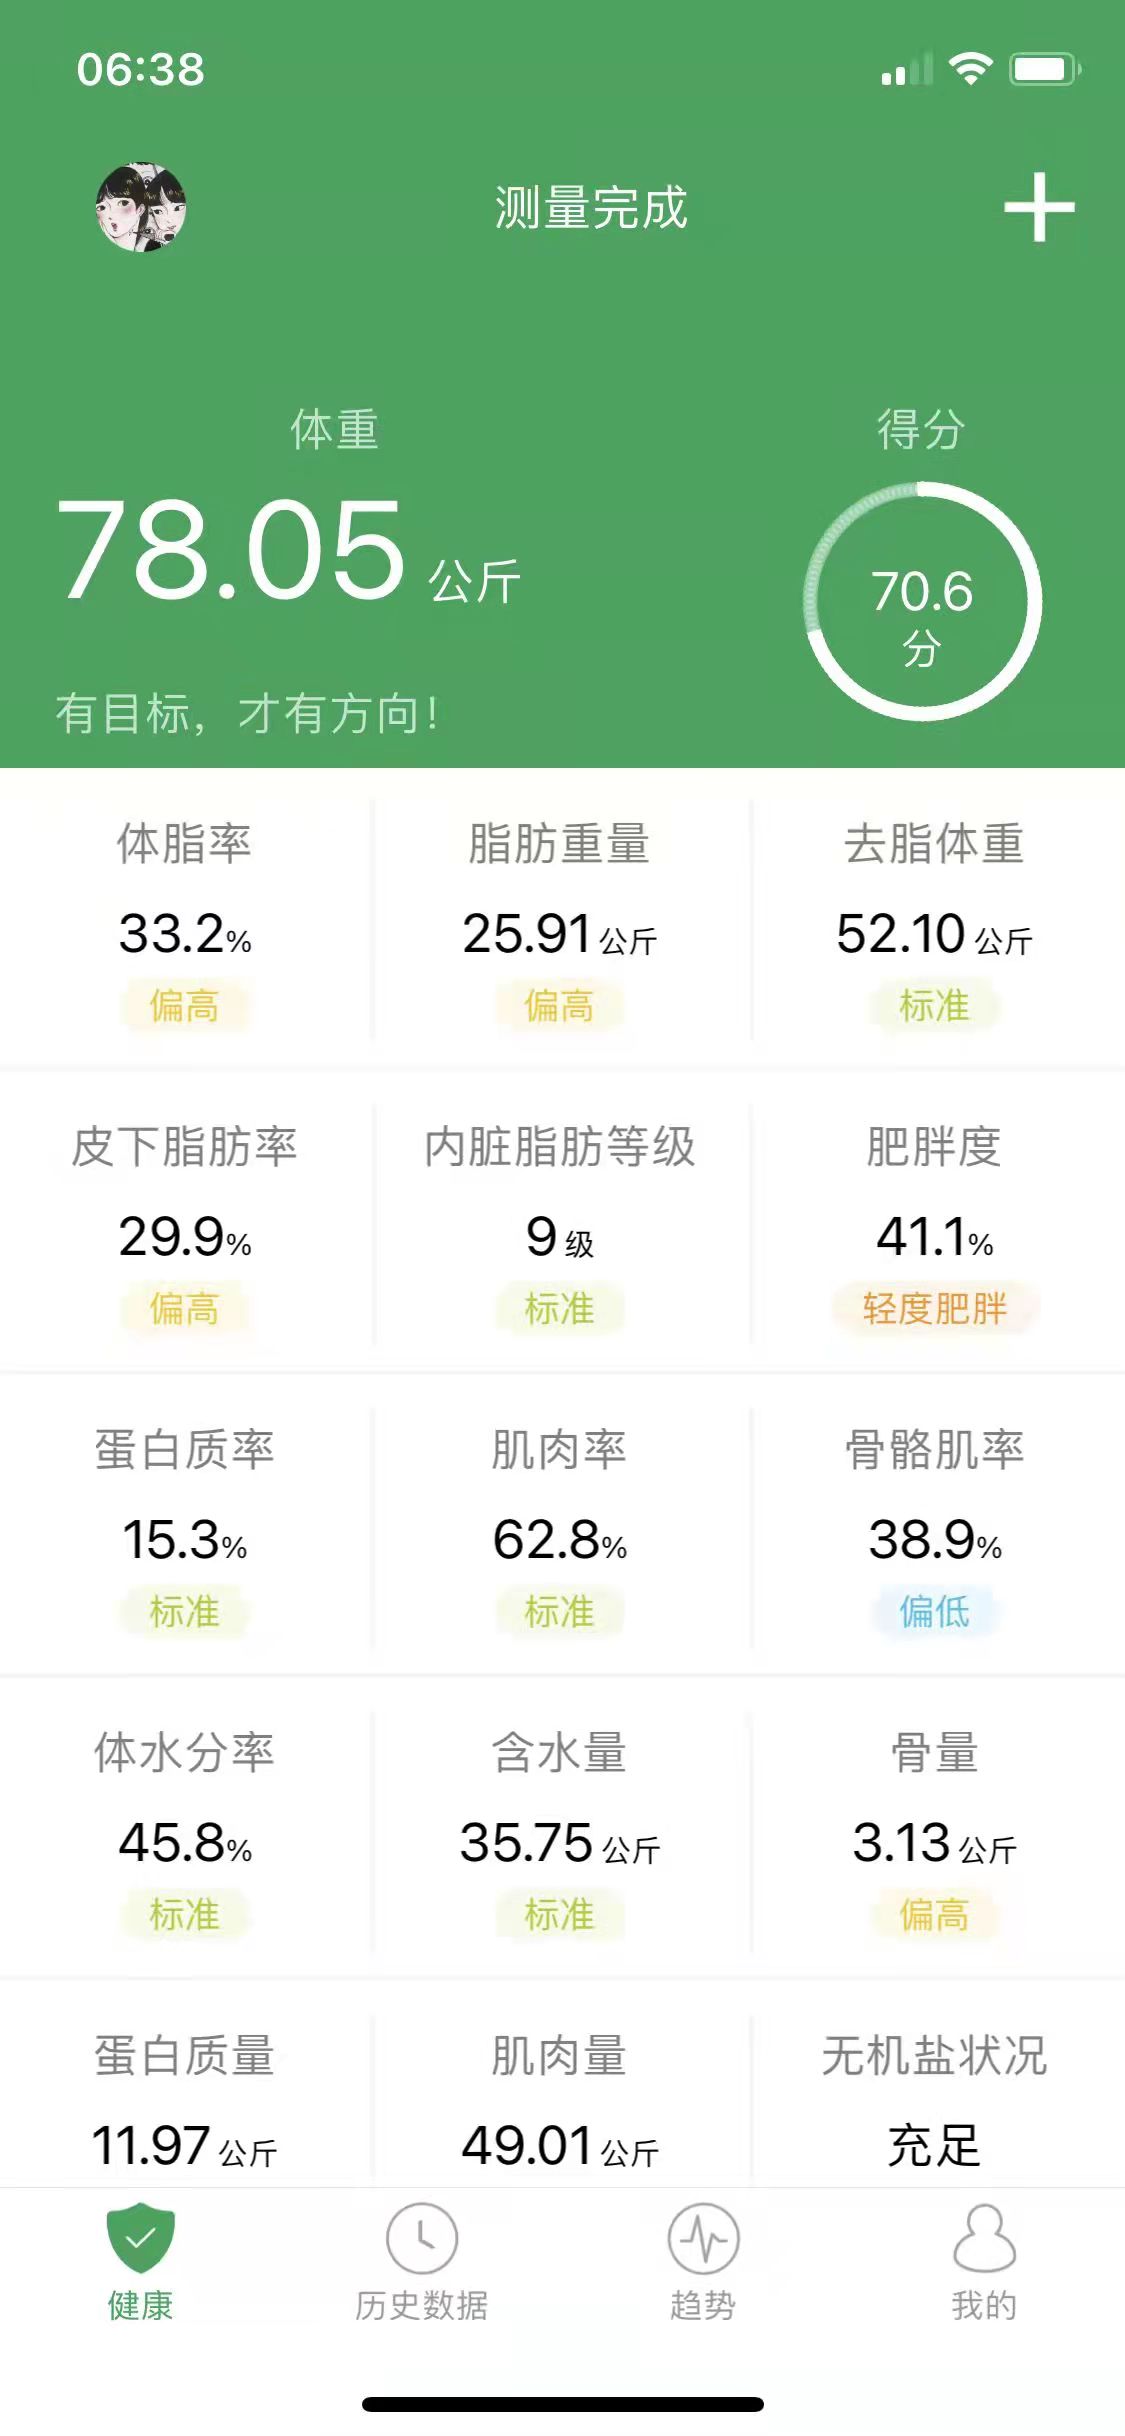 06:38
测量完成
体重 得分
78.05 公斤
70.6
分
有目标，才有方向！
体脂率 脂肪重量 去脂体重
33.2% 25.91 公斤 52.10 公斤
偏高 偏高 标准
皮下脂肪率 内脏脂肪等级 肥胖度
29.9% 9 级 41.1%
偏高 标准 轻度肥胖
蛋白质率 肌肉率 骨骼肌率
15.3% 62.8% 38.9%
标准 标准 偏低
体水分率 含水量 骨量
45.8% 35.75 公斤 3.13 公斤
标准 标准 偏高
蛋白质量 肌肉量 无机盐状况
11.97 公斤 49.01 公斤 充足
健康 历史数据 趋势 我的